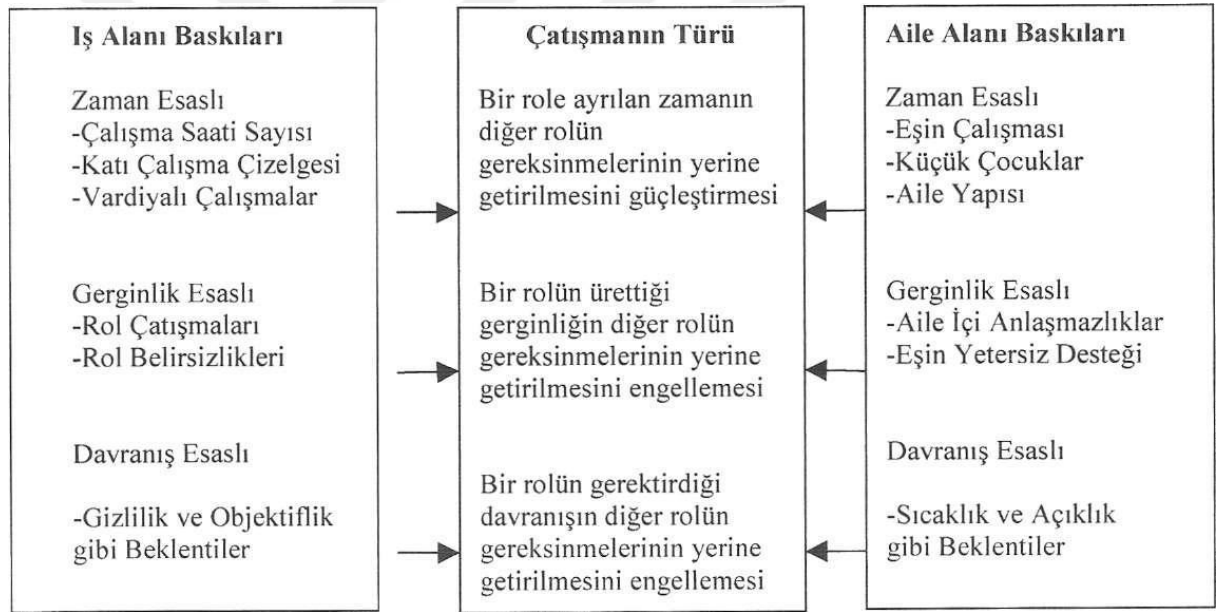 İş Alanı Baskıları
Zaman Esaslı
-Çalışma Saati Sayısı
-Katı Çalışma Çizelgesi
-Vardiyalı Çalışmalar
Gerginlik Esaslı
-Rol Çatışmaları
-Rol Belirsizlikleri
Davranış Esaslı
-Gizlilik ve Objektiflik
gibi Beklentiler
Çatışmanın Türü
Bir role ayrılan zamanın
diğer rolün
gereksinmelerinin yerine
getirilmesini güçleştirmesi
Bir rolün ürettiği
gerginliğin diğer rolün
gereksinmelerinin yerine
getirilmesini engellemesi
Bir rolün gerektirdiği
davranışın diğer rolün
gereksinmelerinin yerine
getirilmesini engellemesi
Aile Alanı Baskıları
Zaman Esaslı
-Eşin Çalışması
-Küçük Çocuklar
-Aile Yapısı
Gerginlik Esaslı
-Aile İçi Anlaşmazlıklar
-Eşin Yetersiz Desteği
Davranış Esaslı
-Sıcaklık ve Açıklık
gibi Beklentiler